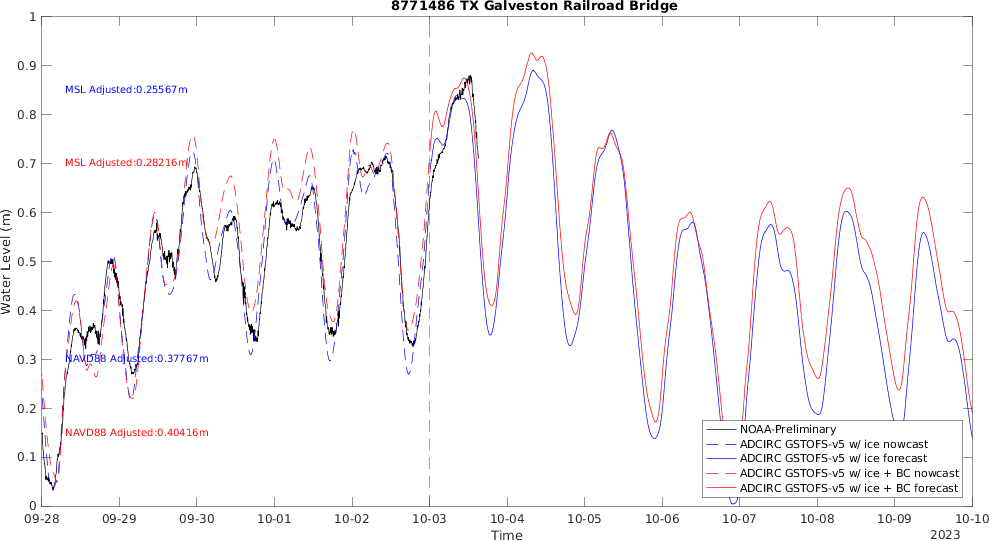 8771486 TX Galveston Railroad Bridge
1
0.9
0.8
0.7
0.6
0.5
0.4
0.3
0.2
0.1
0
Water Level (m)
MSL Adjusted:0.25567m
MSL Adjusted:0.28216m
NAVD88 Adjusted:0.37767m
NAVD88 Adjusted:0.40416m
NOAA-Preliminary
ADCIRC GSTOFS-v5 w/ ice nowcast
ADCIRC GSTOFS-v5 w/ ice forecast
ADCIRC GSTOFS-v5 w/ ice + BC nowcast
ADCIRC GSTOFS-v5 w/ ice + BC forecast
09-28 09-29 09-30 10-01 10-02 10-03 10-04 10-05 10-06 10-07 10-08 10-09 10-10
Time
2023